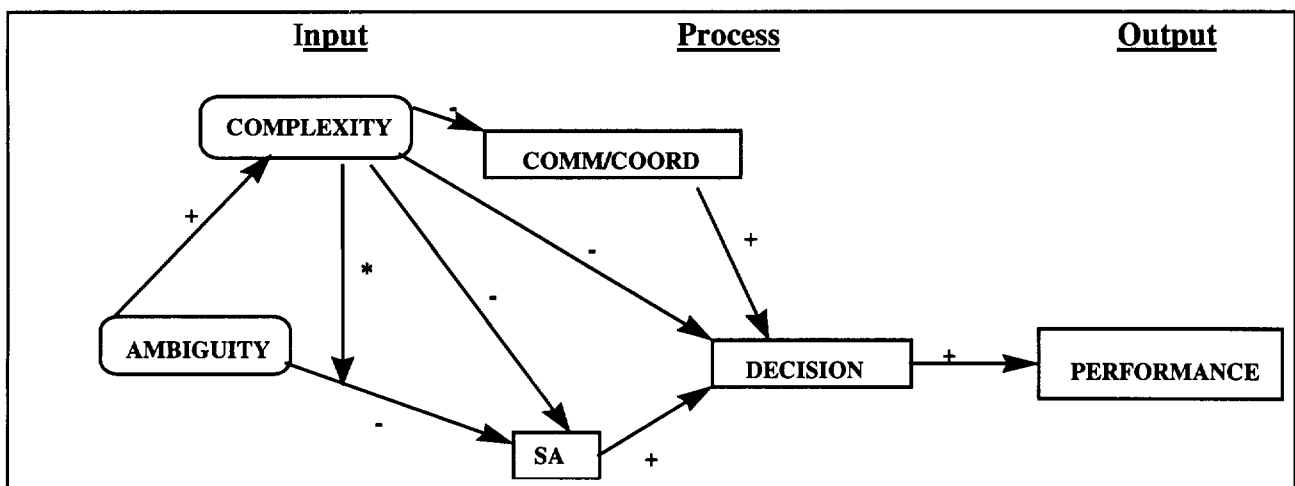 Input Process Output
COMPLEXITY
-
COMM/COORD
+
+
-
*
-
AMBIGUITY
DECISION
+
PERFORMANCE
-
SA
+